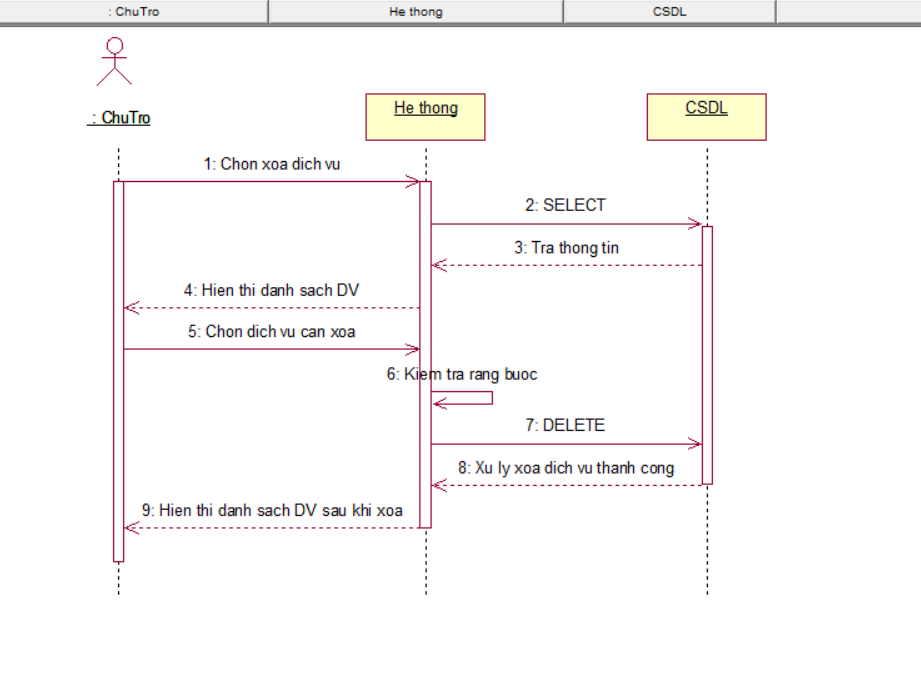 : ChuTro
He thong
CSDL
: ChuTro
He thong
CSDL
1: Chon xoa dich vu
2: SELECT
3: Tra thong tin
4: Hien thi danh sach DV
5: Chon dich vu can xoa
6: Kiem tra rang buoc
7: DELETE
8: Xu ly xoa dich vu thanh cong
9: Hien thi danh sach DV sau khi xoa